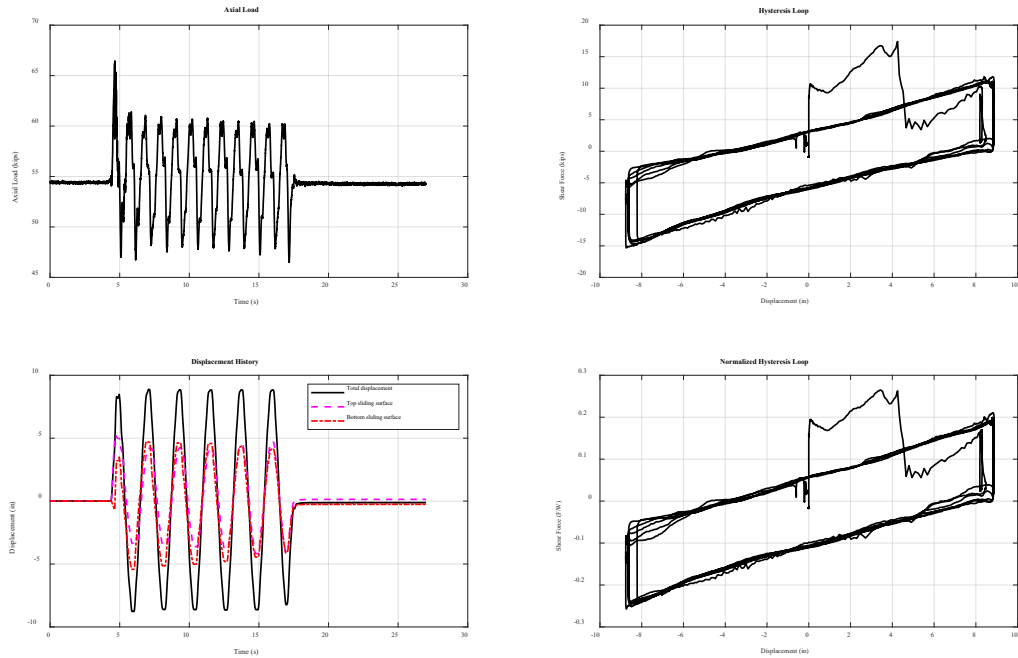 Axial Load
70
65
60
55
50
45
0 5 10 15 20 25 30
Axial Load (kips)
Time (s)
Hysteresis Loop
20
15
10
5
0
-5
-10
-15
-20
-10 -8 -6 -4 -2 0 2 4 6 8 10
Shear Force (kips)
Displacement (in)
Displacement History
10
5
0
-5
-10
0 5 10 15 20 25 30
Displacement (in)
Time (s)
Total displacement
Top sliding surface
Bottom sliding surface
Normalized Hysteresis Loop
0.3
0.2
0.1
0
-0.1
-0.2
-0.3
-10 -8 -6 -4 -2 0 2 4 6 8 10
Shear Force (F/W)
Displacement (in)